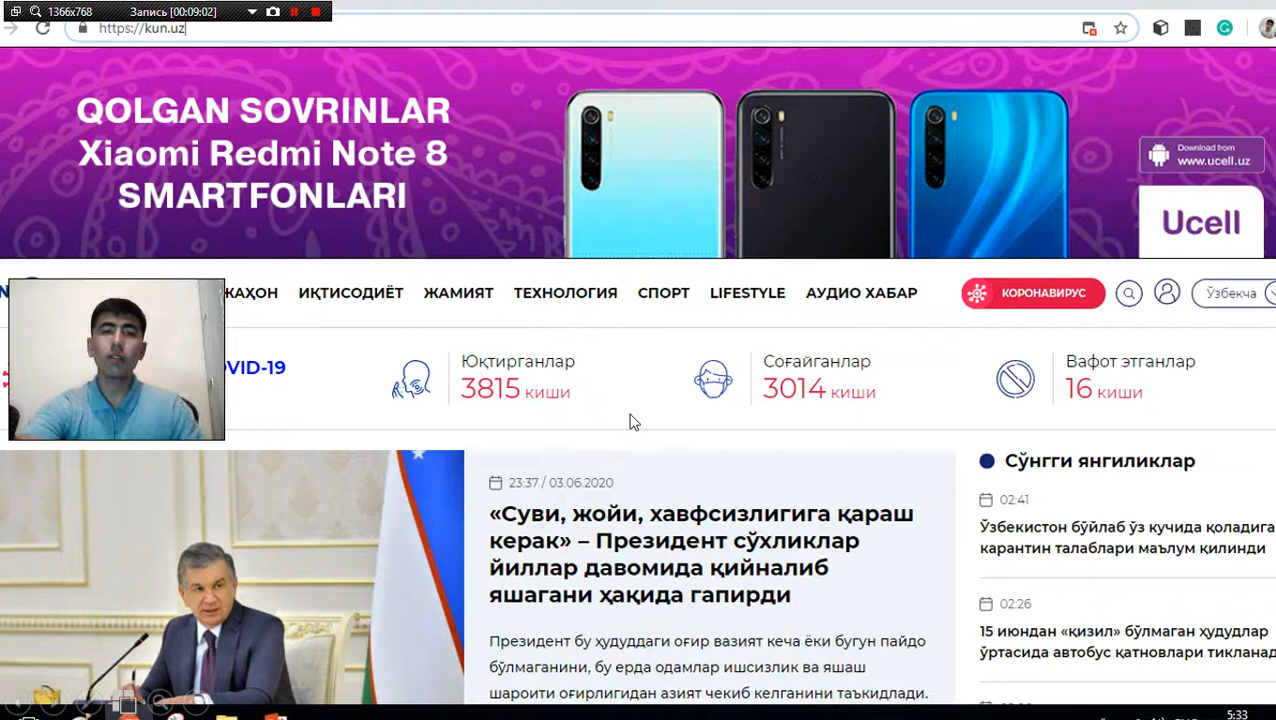 1366x768 Запись [00:09:02]
https://kun.uz
QOLGAN SOVRINLAR
Xiaomi Redmi Note 8
SMARTFONLARI
Download from
www.ucell.uz
Ucell
ЖАҲОН ИҚТИСОДИЁТ ЖАМИЯТ ТЕХНОЛОГИЯ СПОРТ LIFESTYLE АУДИО ХАБАР КОРОНАВИРУС Ўзбекча
OVID-19
Юқтирганлар
3815 киши
Соғайганлар
3014 киши
Вафот этганлар
16 киши
23:37 / 03.06.2020
«Суви, жойи, хавфсизлигига қараш
керак» – Президент сўхликлар
йиллар давомида қийналиб
яшагани ҳақида гапирди
Президент бу ҳудуддаги оғир вазият кеча ёки бугун пайдо
бўлмаганини, бу ерда одамлар ишсизлик ва яшаш
шароити оғирлигидан азият чекиб келганини таъкидлади.
Сўнгги янгиликлар
02:41
Ўзбекистон бўйлаб ўз кучида қоладига
карантин талаблари маълум қилинди
02:26
15 июндан «қизил» бўлмаган ҳудудлар
ўртасида автобус қатновлари тикланад
5:33